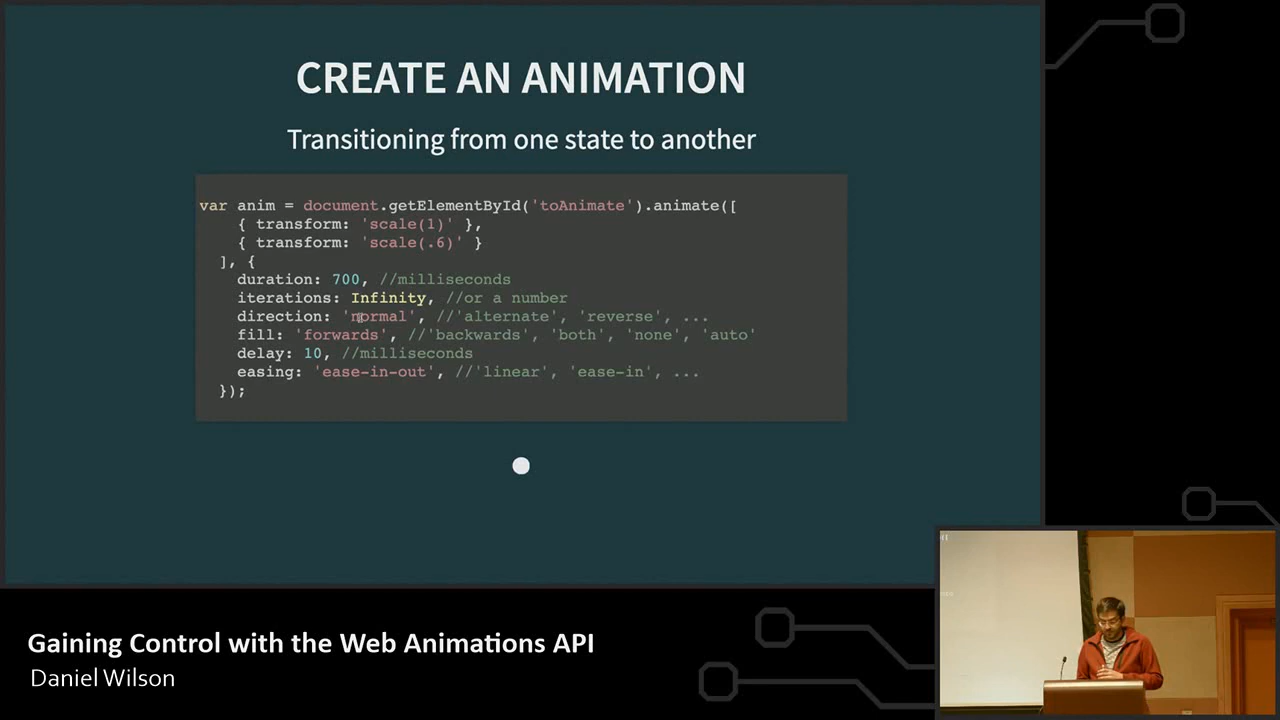 CREATE AN ANIMATION
Transitioning from one state to another
var anim = document.getElementById('toAnimate').animate([
    { transform: 'scale(1)' },
    { transform: 'scale(.6)' }
  ], {
    duration: 700, //milliseconds
    iterations: Infinity, //or a number
    direction: 'normal', //'alternate', 'reverse', ...
    fill: 'forwards', //'backwards', 'both', 'none', 'auto'
    delay: 10, //milliseconds
    easing: 'ease-in-out', //'linear', 'ease-in', ...
  });
Gaining Control with the Web Animations API
Daniel Wilson